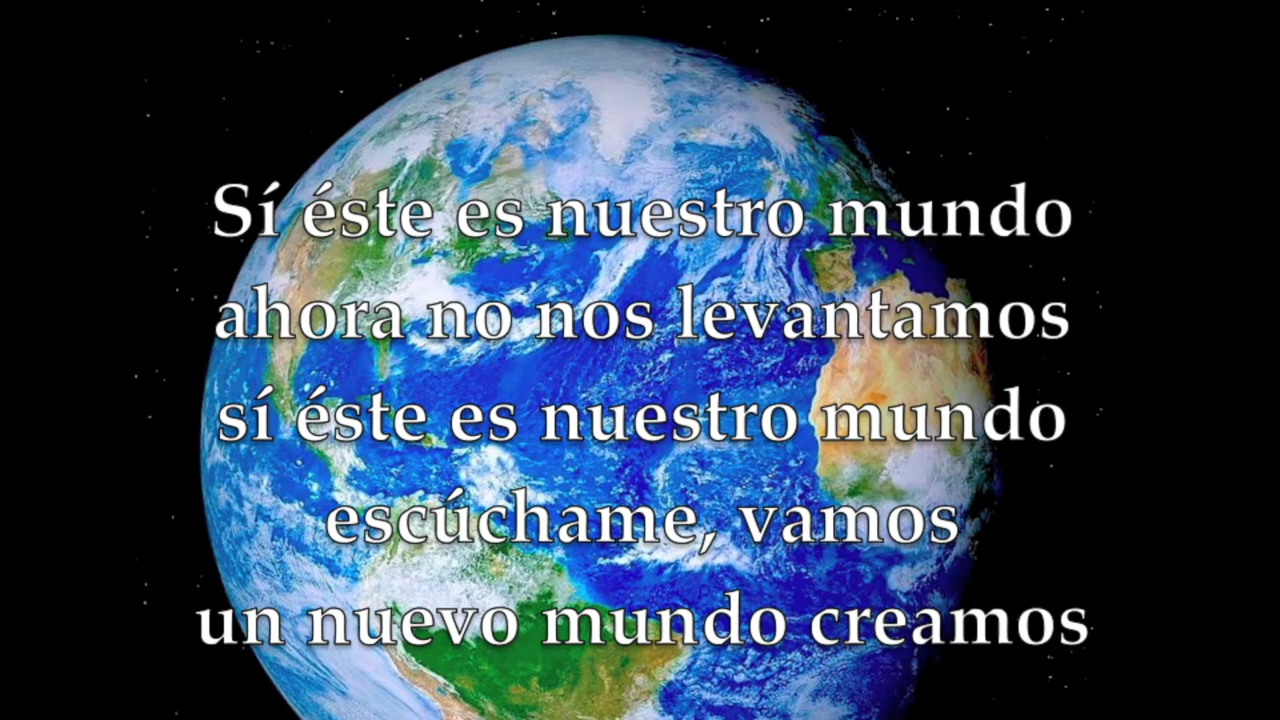 Sí éste es nuestro mundo
ahora no nos levantamos
sí éste es nuestro mundo
escúchame, vamos
un nuevo mundo creamos